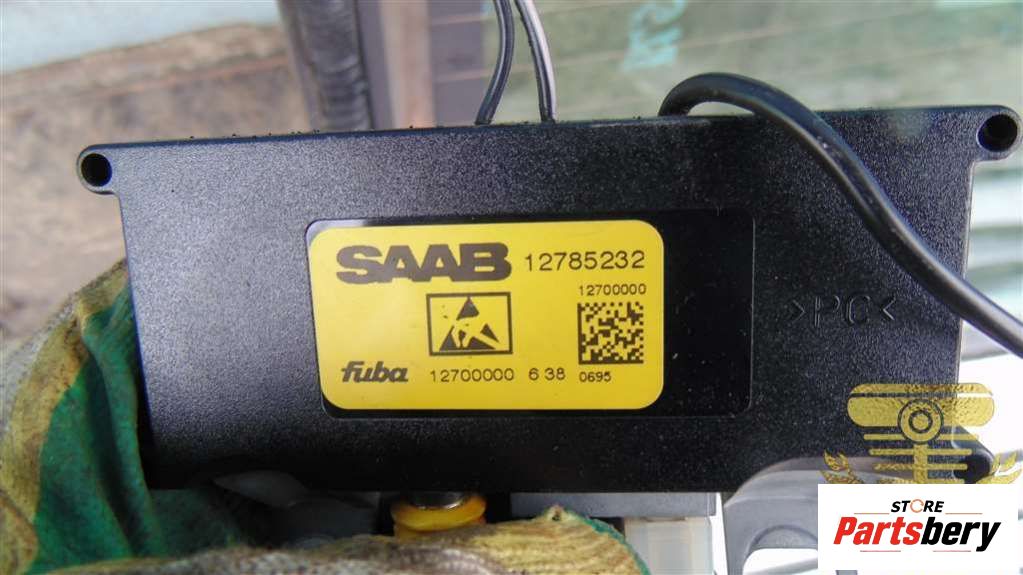 SAAB 12785232
12700000
fuba 12700000 6 38 0695
>PC<
STORE
Partsbery